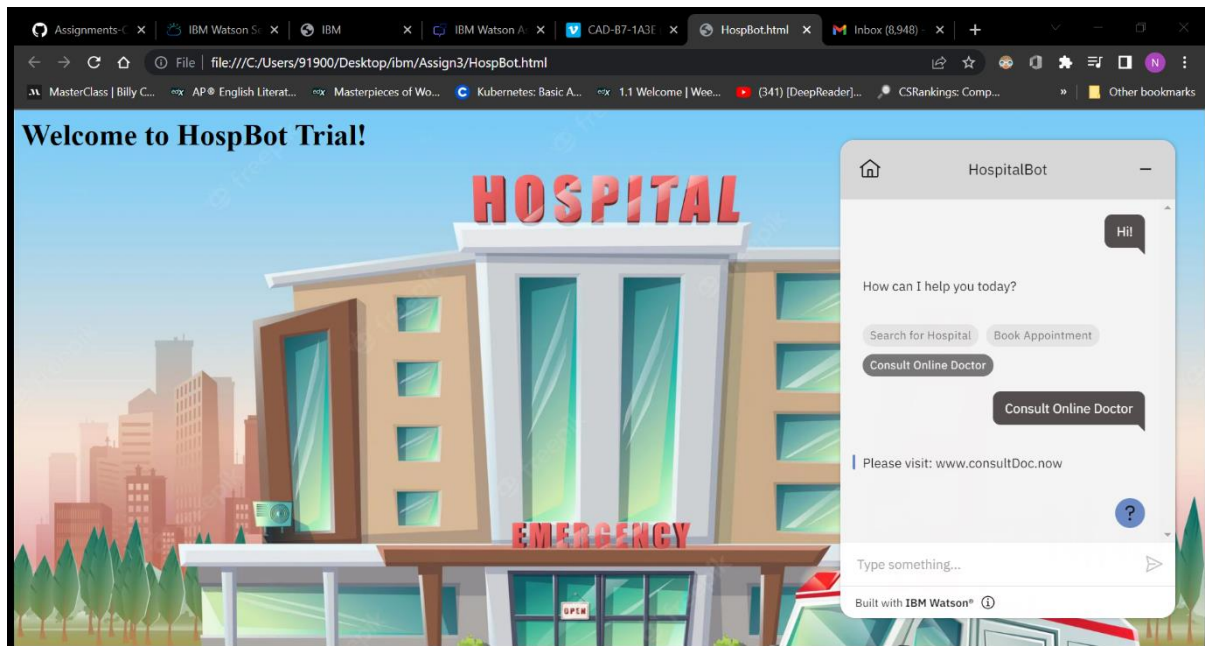 Assignments-C
IBM Watson Se
IBM
IBM Watson A
CAD-B7-1A3E
HospBot.html
Inbox (8,948) -
File | file:///C:/Users/91900/Desktop/ibm/Assign3/HospBot.html
N
MasterClass | Billy C...
AP® English Literat...
Masterpieces of Wo...
Kubernetes: Basic A...
1.1 Welcome | Wee...
(341) [DeepReader]...
CSRankings: Comp...
»
Other bookmarks
Welcome to HospBot Trial!
HOSPITAL
EMERGENCY
OPEN
HospitalBot
Hi!
How can I help you today?
Search for Hospital
Book Appointment
Consult Online Doctor
Consult Online Doctor
Please visit: www.consultDoc.now
?
Type something...
Built with IBM Watson®